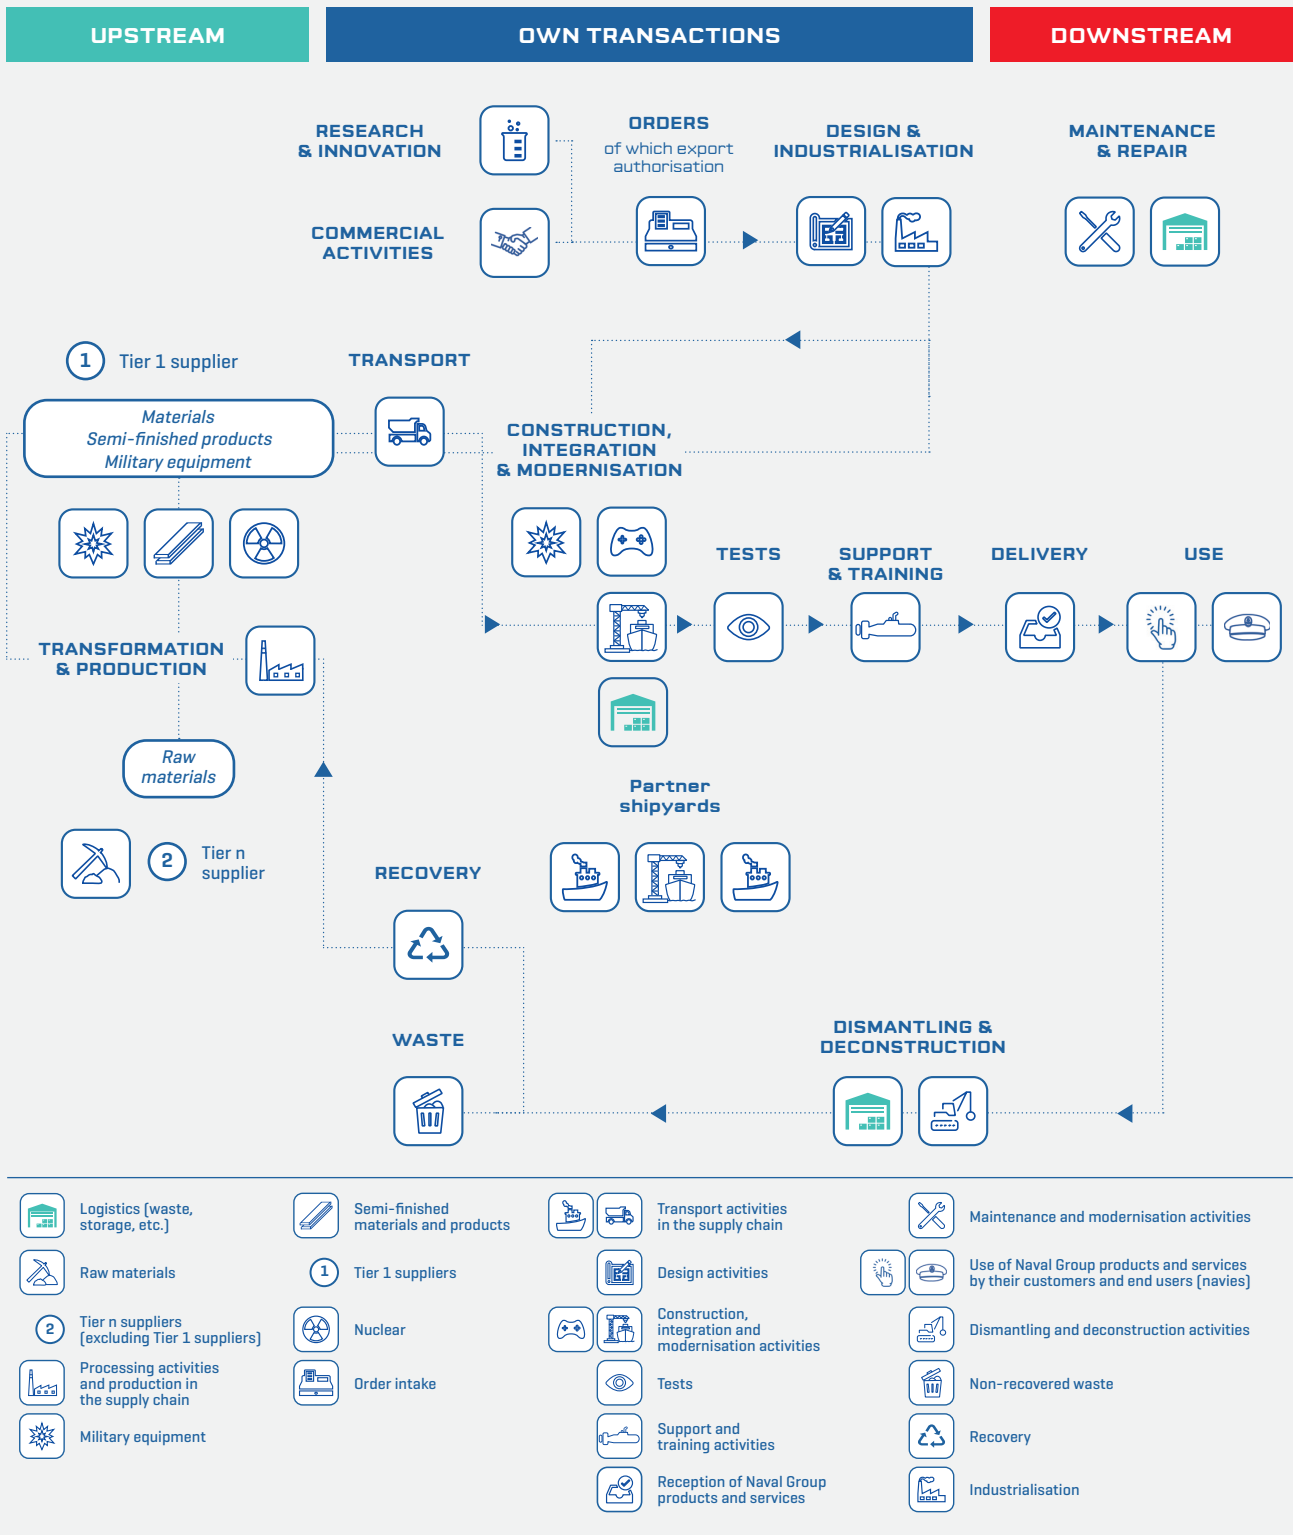 UPSTREAM
OWN TRANSACTIONS
DOWNSTREAM
RESEARCH
& INNOVATION
COMMERCIAL
ACTIVITIES
ORDERS
of which export
authorisation
DESIGN &
INDUSTRIALISATION
MAINTENANCE
& REPAIR
1
Tier 1 supplier
Materials
Semi-finished products
Military equipment
TRANSPORT
CONSTRUCTION,
INTEGRATION
& MODERNISATION
TESTS
SUPPORT
& TRAINING
DELIVERY
USE
TRANSFORMATION
& PRODUCTION
Raw
materials
2
Tier n
supplier
Partner
shipyards
RECOVERY
WASTE
DISMANTLING &
DECONSTRUCTION
Logistics (waste,
storage, etc.)
Raw materials
2
Tier n suppliers
(excluding Tier 1 suppliers)
Processing activities
and production in
the supply chain
Military equipment
Semi-finished
materials and products
1
Tier 1 suppliers
Nuclear
Order intake
Transport activities
in the supply chain
Design activities
Construction,
integration and
modernisation activities
Tests
Support and
training activities
Reception of Naval Group
products and services
Maintenance and modernisation activities
Use of Naval Group products and services
by their customers and end users (navies)
Dismantling and deconstruction activities
Non-recovered waste
Recovery
Industrialisation